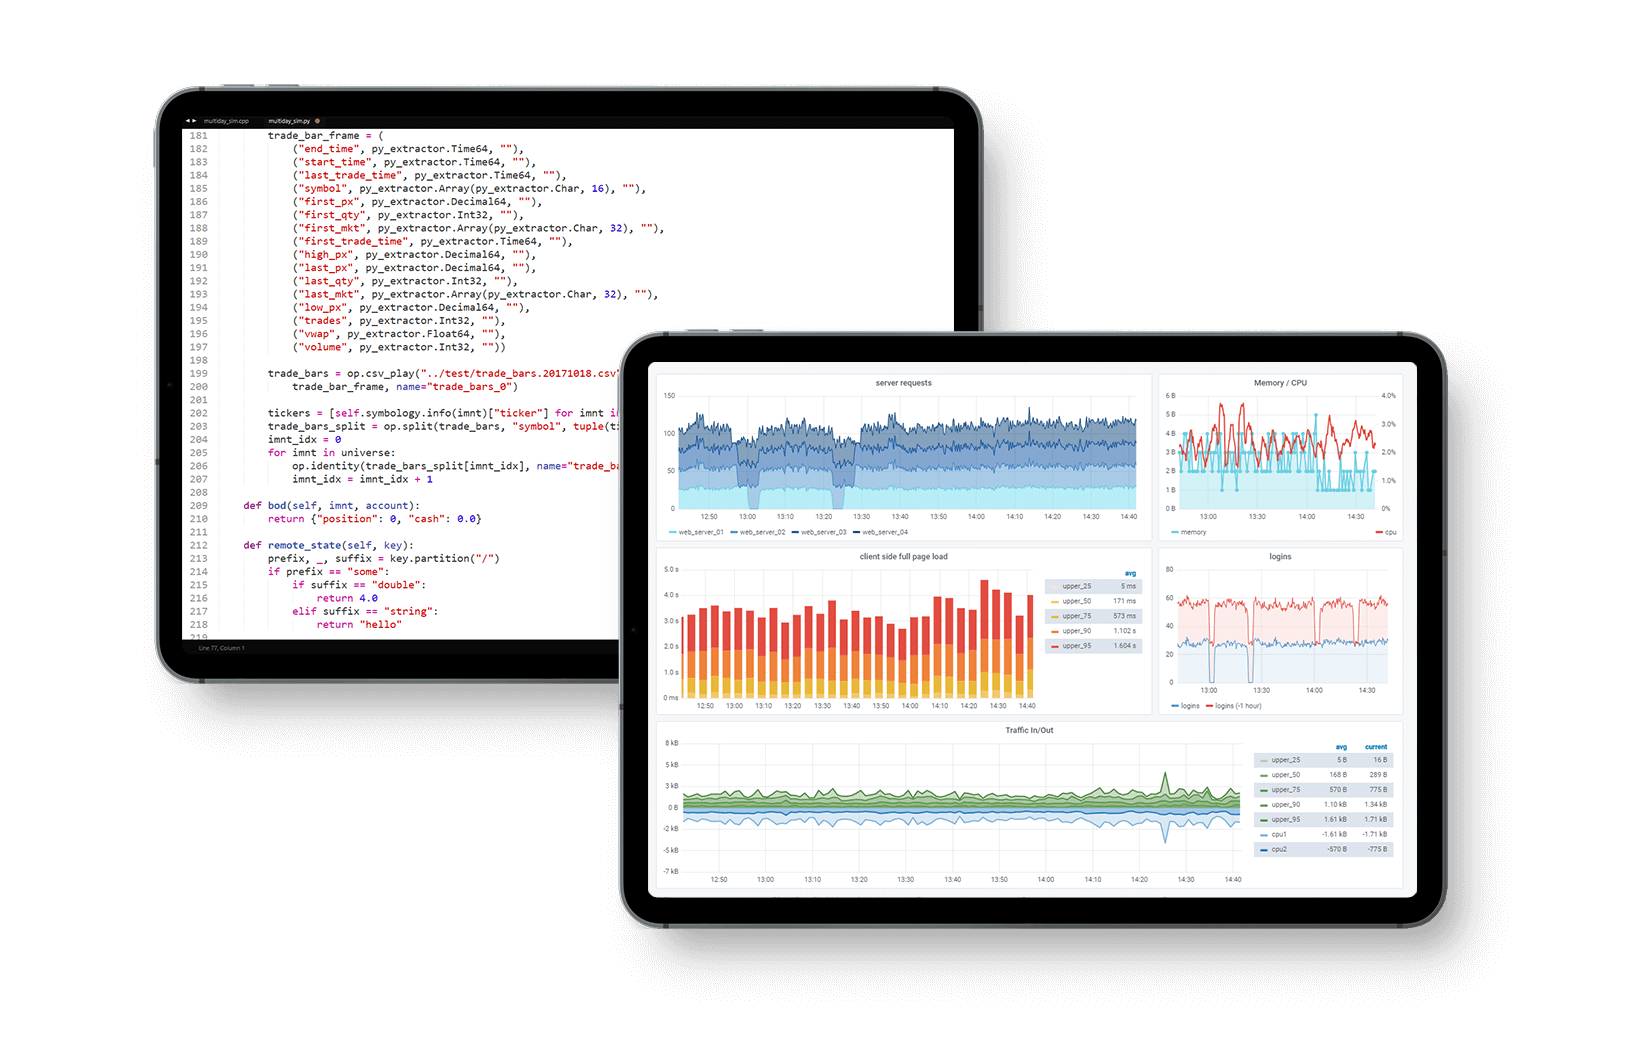 multiday_sim.cpp multiday_sim.py
181 trade_bar_frame = (
182 ("end_time", py_extractor.Time64, ""),
183 ("start_time", py_extractor.Time64, ""),
184 ("last_trade_time", py_extractor.Time64, ""),
185 ("symbol", py_extractor.Array(py_extractor.Char, 16), ""),
186 ("first_px", py_extractor.Decimal64, ""),
187 ("first_qty", py_extractor.Int32, ""),
188 ("first_mkt", py_extractor.Array(py_extractor.Char, 32), ""),
189 ("first_trade_time", py_extractor.Time64, ""),
190 ("high_px", py_extractor.Decimal64, ""),
191 ("last_px", py_extractor.Decimal64, ""),
192 ("last_qty", py_extractor.Int32, ""),
193 ("last_mkt", py_extractor.Array(py_extractor.Char, 32), ""),
194 ("low_px", py_extractor.Decimal64, ""),
195 ("trades", py_extractor.Int32, ""),
196 ("vwap", py_extractor.Float64, ""),
197 ("volume", py_extractor.Int32, ""))
198
199 trade_bars = op.csv_play("../test/trade_bars.20171018.csv"
200 trade_bar_frame, name="trade_bars_0")
201
202 tickers = [self.symbology.info(imnt)["ticker"] for imnt i
203 trade_bars_split = op.split(trade_bars, "symbol", tuple(ti
204 imnt_idx = 0
205 for imnt in universe:
206 op.identity(trade_bars_split[imnt_idx], name="trade_ba
207 imnt_idx = imnt_idx + 1
208
209 def bod(self, imnt, account):
210 return {"position": 0, "cash": 0.0}
211
212 def remote_state(self, key):
213 prefix, _, suffix = key.partition("/")
214 if prefix == "some":
215 if suffix == "double":
216 return 4.0
217 elif suffix == "string":
218 return "hello"
219
Line 77, Column 1
server requests
150
100
50
0
12:50 13:00 13:10 13:20 13:30 13:40 13:50 14:00 14:10 14:20 14:30 14:40
web_server_01 web_server_02 web_server_03 web_server_04
Memory / CPU
6 B 4.0%
5 B
4 B 3.0%
3 B 2.0%
2 B
1 B 1.0%
0 B 0%
13:00 13:30 14:00 14:30
memory cpu
client side full page load
5.0 s
4.0 s
3.0 s
2.0 s
1.0 s
0 ms
12:50 13:00 13:10 13:20 13:30 13:40 13:50 14:00 14:10 14:20 14:30 14:40
avg
upper_25 5 ms
upper_50 171 ms
upper_75 573 ms
upper_90 1.102 s
upper_95 1.604 s
logins
80
60
40
20
0
13:00 13:30 14:00 14:30
logins logins (-1 hour)
Traffic In/Out
8 kB
5 kB
3 kB
0 B
-2 kB
-5 kB
-7 kB
12:50 13:00 13:10 13:20 13:30 13:40 13:50 14:00 14:10 14:20 14:30 14:40
avg current
upper_25 5 B 16 B
upper_50 168 B 289 B
upper_75 570 B 775 B
upper_90 1.10 kB 1.34 kB
upper_95 1.61 kB 1.71 kB
cpu1 -1.61 kB -1.71 kB
cpu2 -570 B -775 B